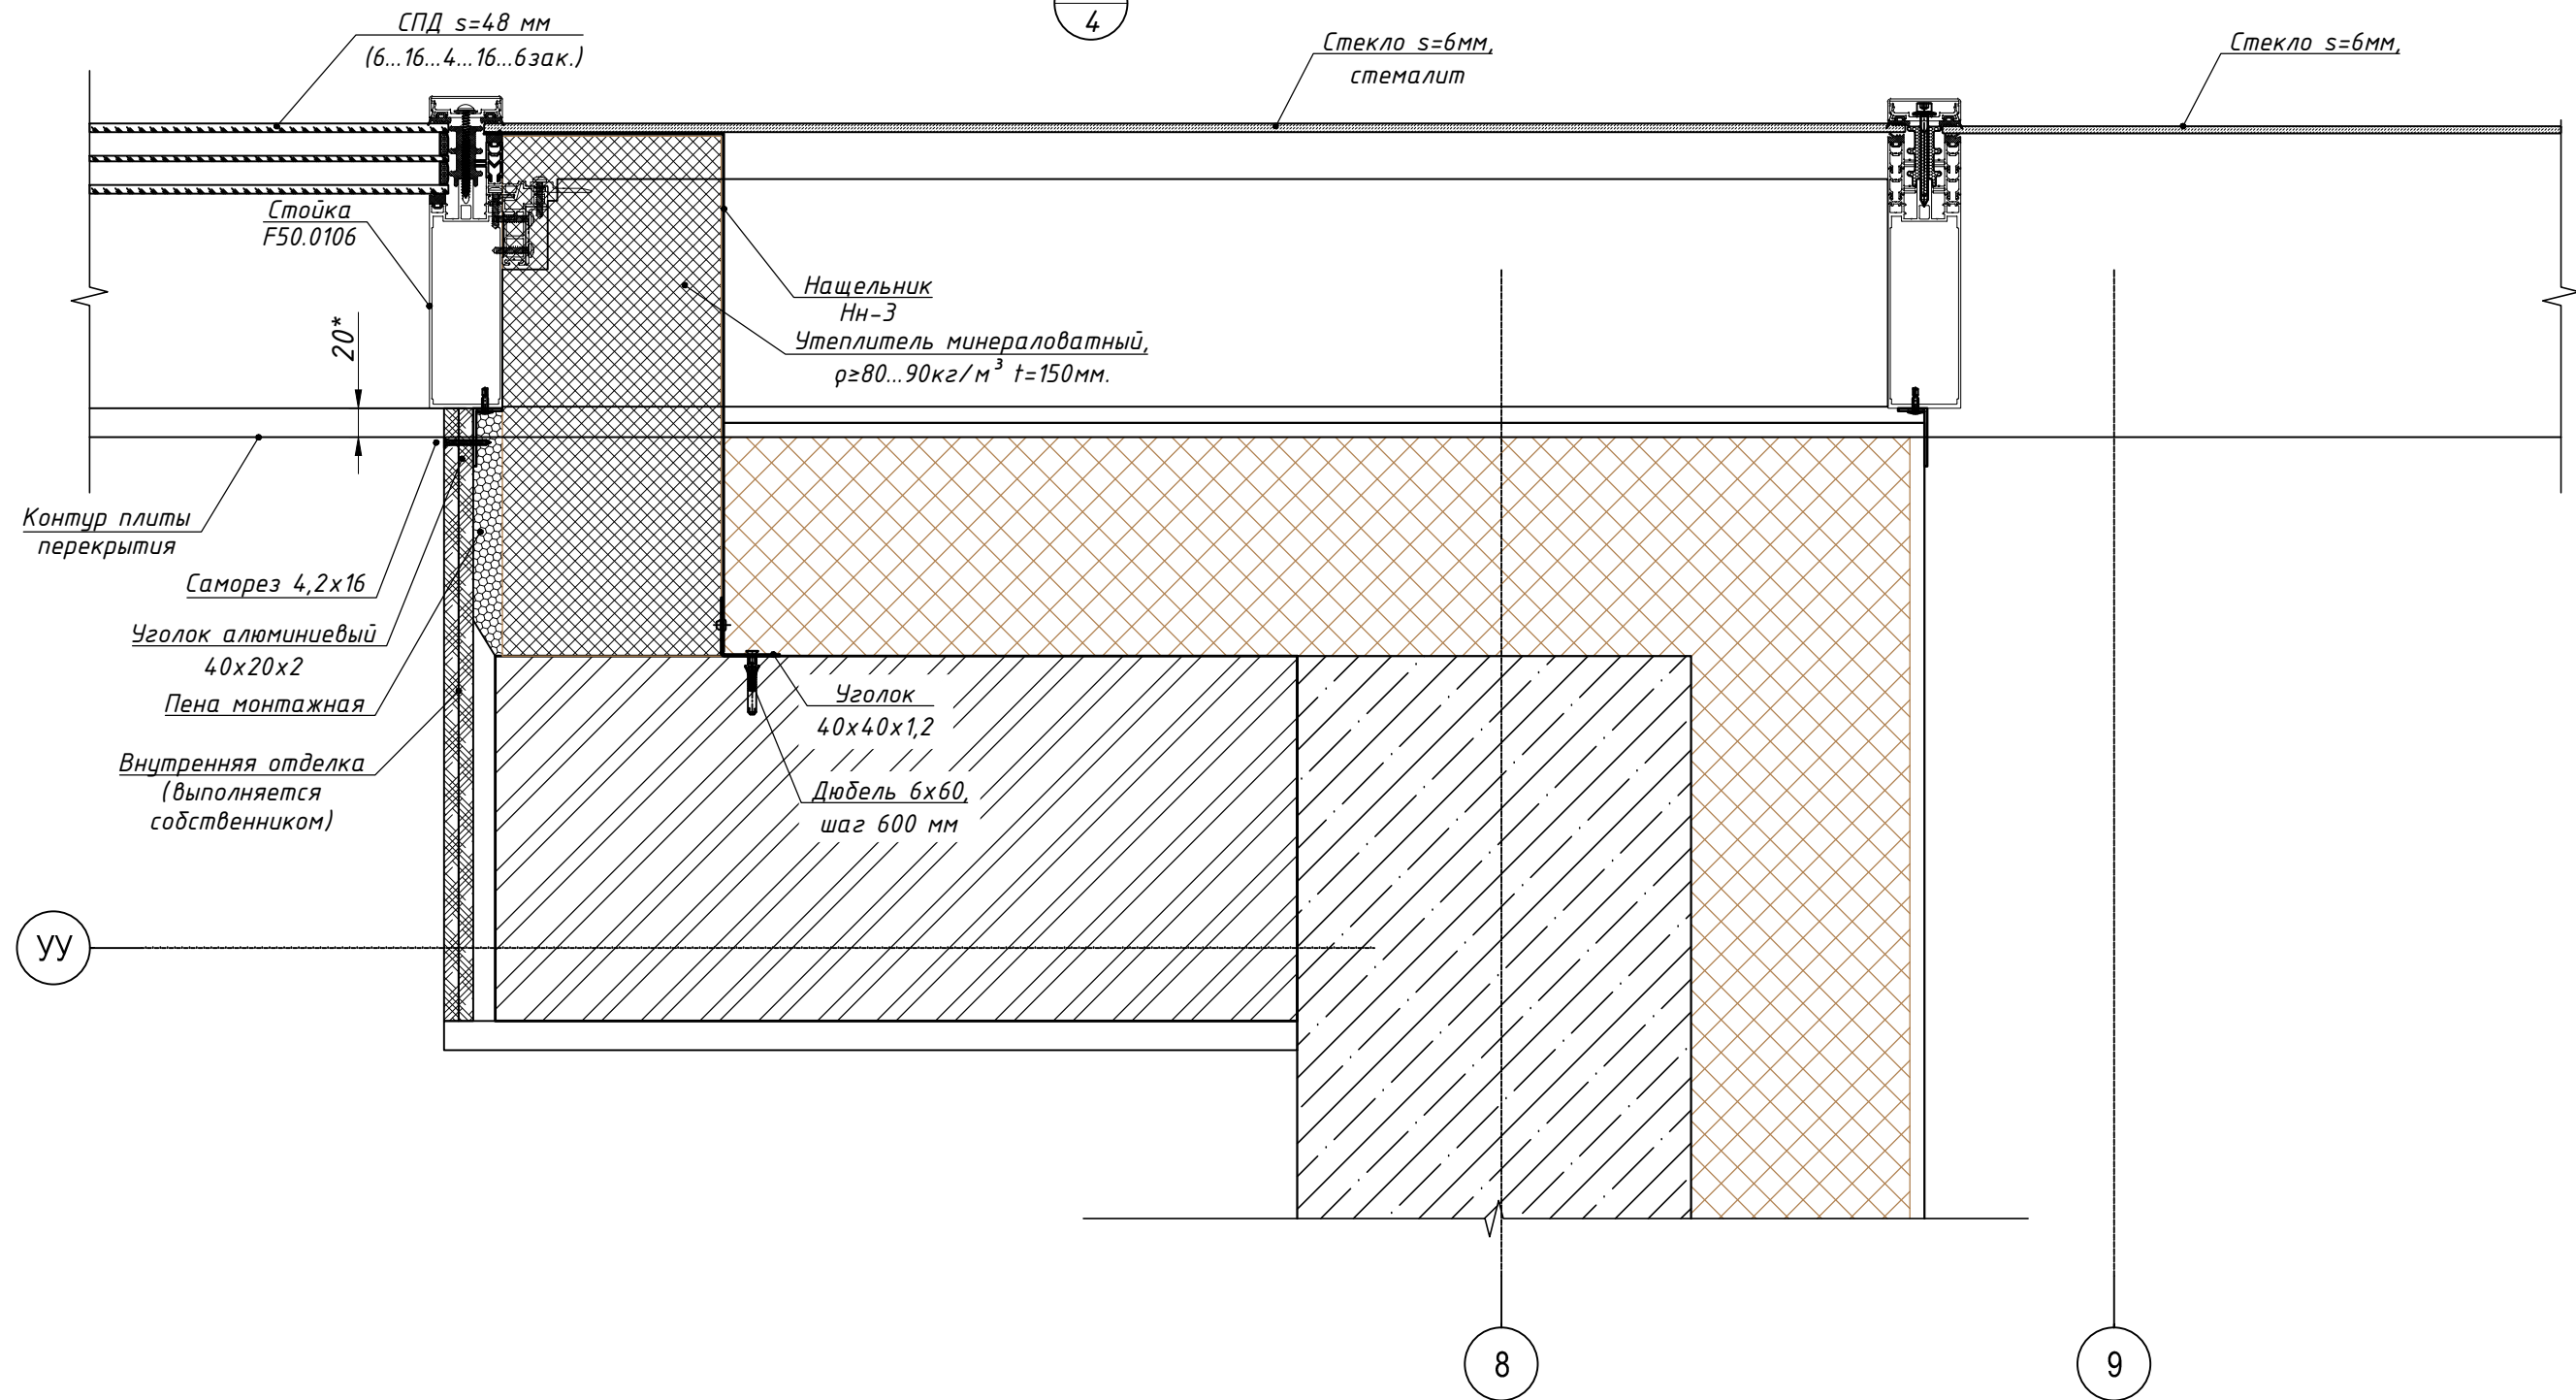 4
СПД s=48 мм
(6...16...4...16...6зак.)
Стекло s=6мм,
стемалит
Стекло s=6мм,
Стойка
F50.0106
20*
Нащельник
Нн-3
Утеплитель минераловатный,
ρ≥80...90кг/м³ t=150мм.
Контур плиты
перекрытия
Саморез 4,2х16
Уголок алюминиевый
40х20х2
Пена монтажная
Внутренняя отделка
(выполняется
собственником)
Уголок
40х40х1,2
Дюбель 6х60,
шаг 600 мм
УУ
8
9